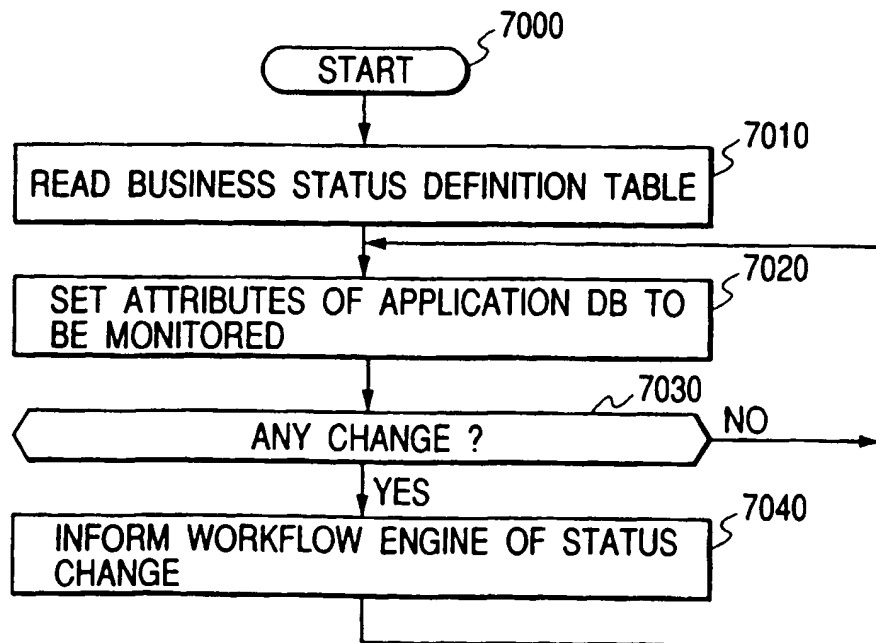 7000
START
7010
READ BUSINESS STATUS DEFINITION TABLE
7020
SET ATTRIBUTES OF APPLICATION DB TO
BE MONITORED
7030
ANY CHANGE ?
NO
YES
7040
INFORM WORKFLOW ENGINE OF STATUS
CHANGE